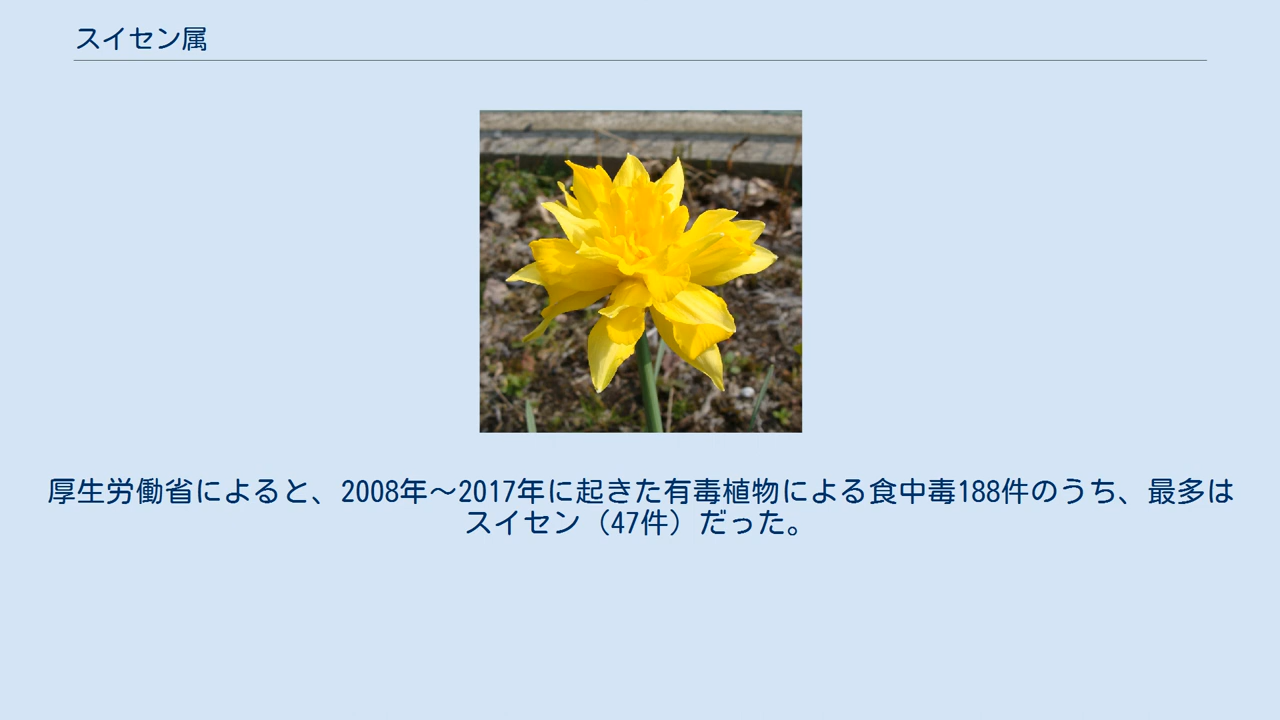 スイセン属
厚生労働省によると、2008年〜2017年に起きた有毒植物による食中毒188件のうち、最多は
スイセン（47件）だった。